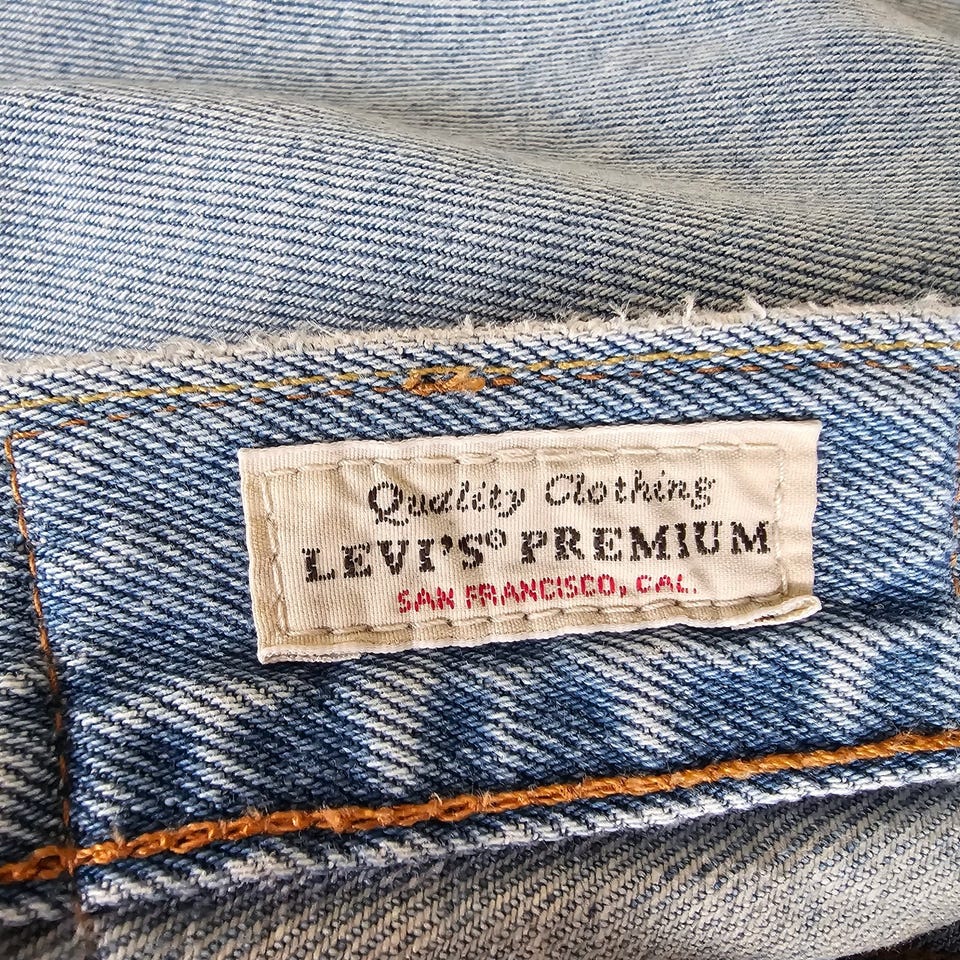 Quality Clothing
LEVI'S® PREMIUM
SAN FRANCISCO, CAL.